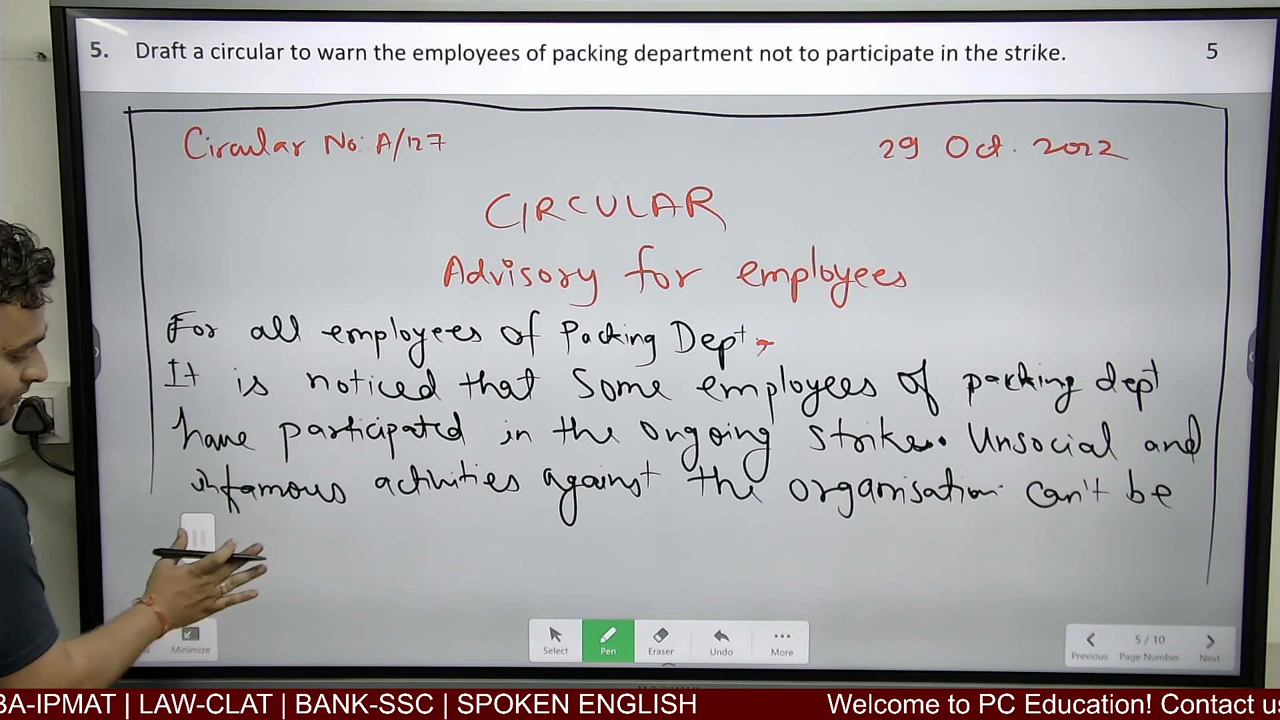 5. Draft a circular to warn the employees of packing department not to participate in the strike. 5
Circular No: A/127 29 Oct. 2022
CIRCULAR
Advisory for employees
For all employees of Packing Dept,
It is noticed that some employees of packing dept
have participated in the ongoing strike. Unsocial and
infamous activities against the organisation can't be
Minimize Select Pen Eraser Undo More Previous 5 / 10 Page Number Next
BA-IPMAT | LAW-CLAT | BANK-SSC | SPOKEN ENGLISH Welcome to PC Education! Contact us